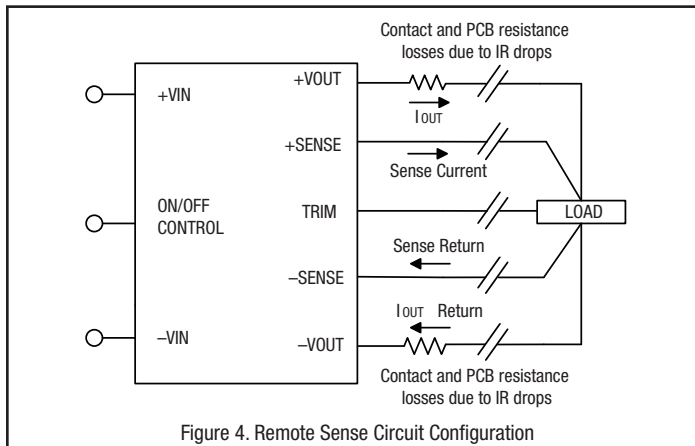 Contact and PCB resistance
losses due to IR drops
+VOUT
+VIN
IOUT
+SENSE
Sense Current
ON/OFF
CONTROL
TRIM
LOAD
Sense Return
–SENSE
IOUT Return
–VIN
–VOUT
Contact and PCB resistance
losses due to IR drops
Figure 4. Remote Sense Circuit Configuration